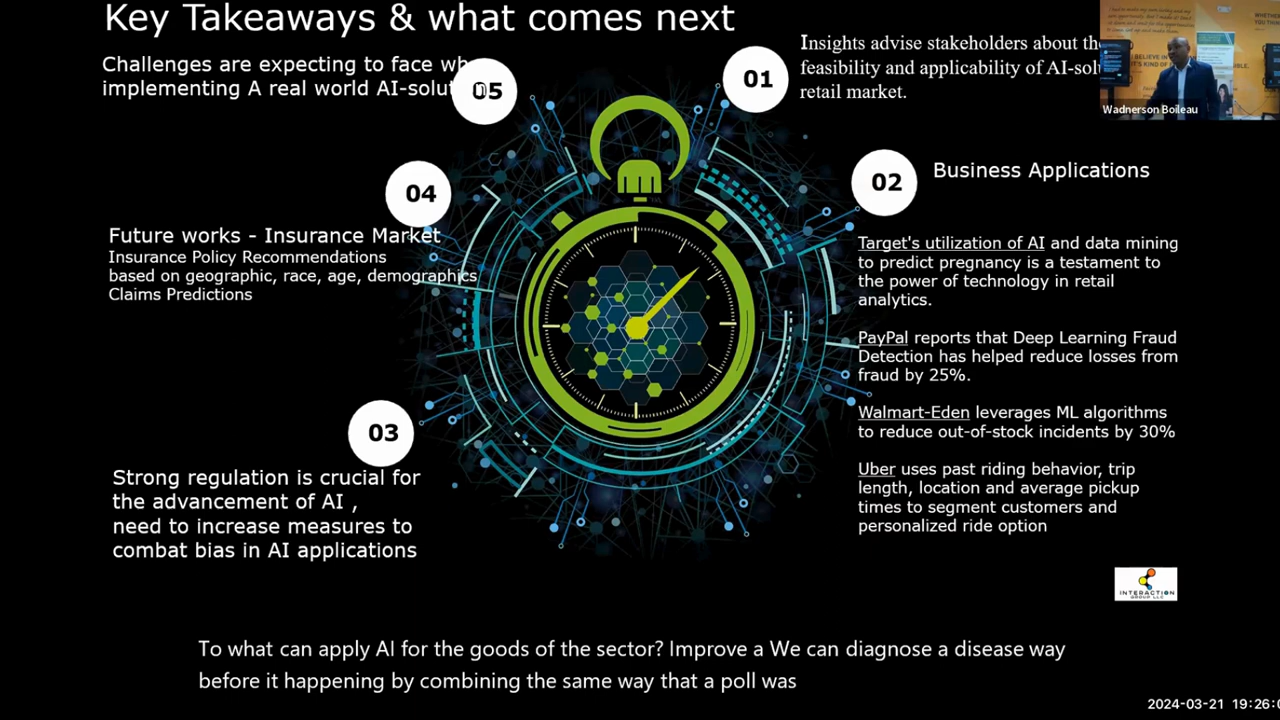 Key Takeaways & what comes next
Challenges are expecting to face
implementing A real world
05
01
Insights advise stakeholders about
feasibility and applicability of
retail market.
Wadnerson Boileau
04
Future works - Insurance Market
Insurance Policy Recommendations
based on geographic, race, age, demographics
Claims Predictions
02
Business Applications
Target's utilization of AI and data mining
to predict pregnancy is a testament to
the power of technology in retail
analytics.
PayPal reports that Deep Learning Fraud
Detection has helped reduce losses from
fraud by 25%.
Walmart-Eden leverages ML algorithms
to reduce out-of-stock incidents by 30%
Uber uses past riding behavior, trip
length, location and average pickup
times to segment customers and
personalized ride option
03
Strong regulation is crucial for
the advancement of AI ,
need to increase measures to
combat bias in AI applications
INTERACTION
GROUP LLC
To what can apply AI for the goods of the sector? Improve a We can diagnose a disease way
before it happening by combining the same way that a poll was
2024-03-21 19:26:0